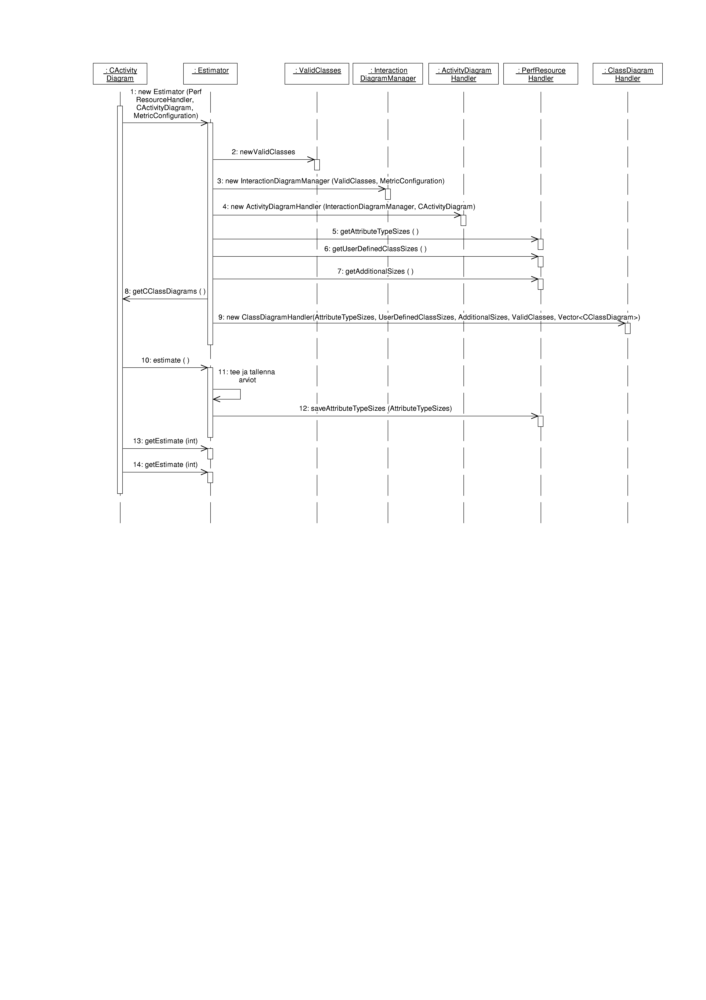 : CActivity
Diagram
: Estimator
: ValidClasses
: Interaction
DiagramManager
: ActivityDiagram
Handler
: PerfResource
Handler
: ClassDiagram
Handler
1: new Estimator (Perf
ResourceHandler,
CActivityDiagram,
MetricConfiguration)
2: newValidClasses
3: new InteractionDiagramManager (ValidClasses, MetricConfiguration)
4: new ActivityDiagramHandler (InteractionDiagramManager, CActivityDiagram)
5: getAttributeTypeSizes ( )
6: getUserDefinedClassSizes ( )
7: getAdditionalSizes ( )
8: getCClassDiagrams ( )
9: new ClassDiagramHandler(AttributeTypeSizes, UserDefinedClassSizes, AdditionalSizes, ValidClasses, Vector<CClassDiagram>)
10: estimate ( )
11: tee ja tallenna
arviot
12: saveAttributeTypeSizes (AttributeTypeSizes)
13: getEstimate (int)
14: getEstimate (int)